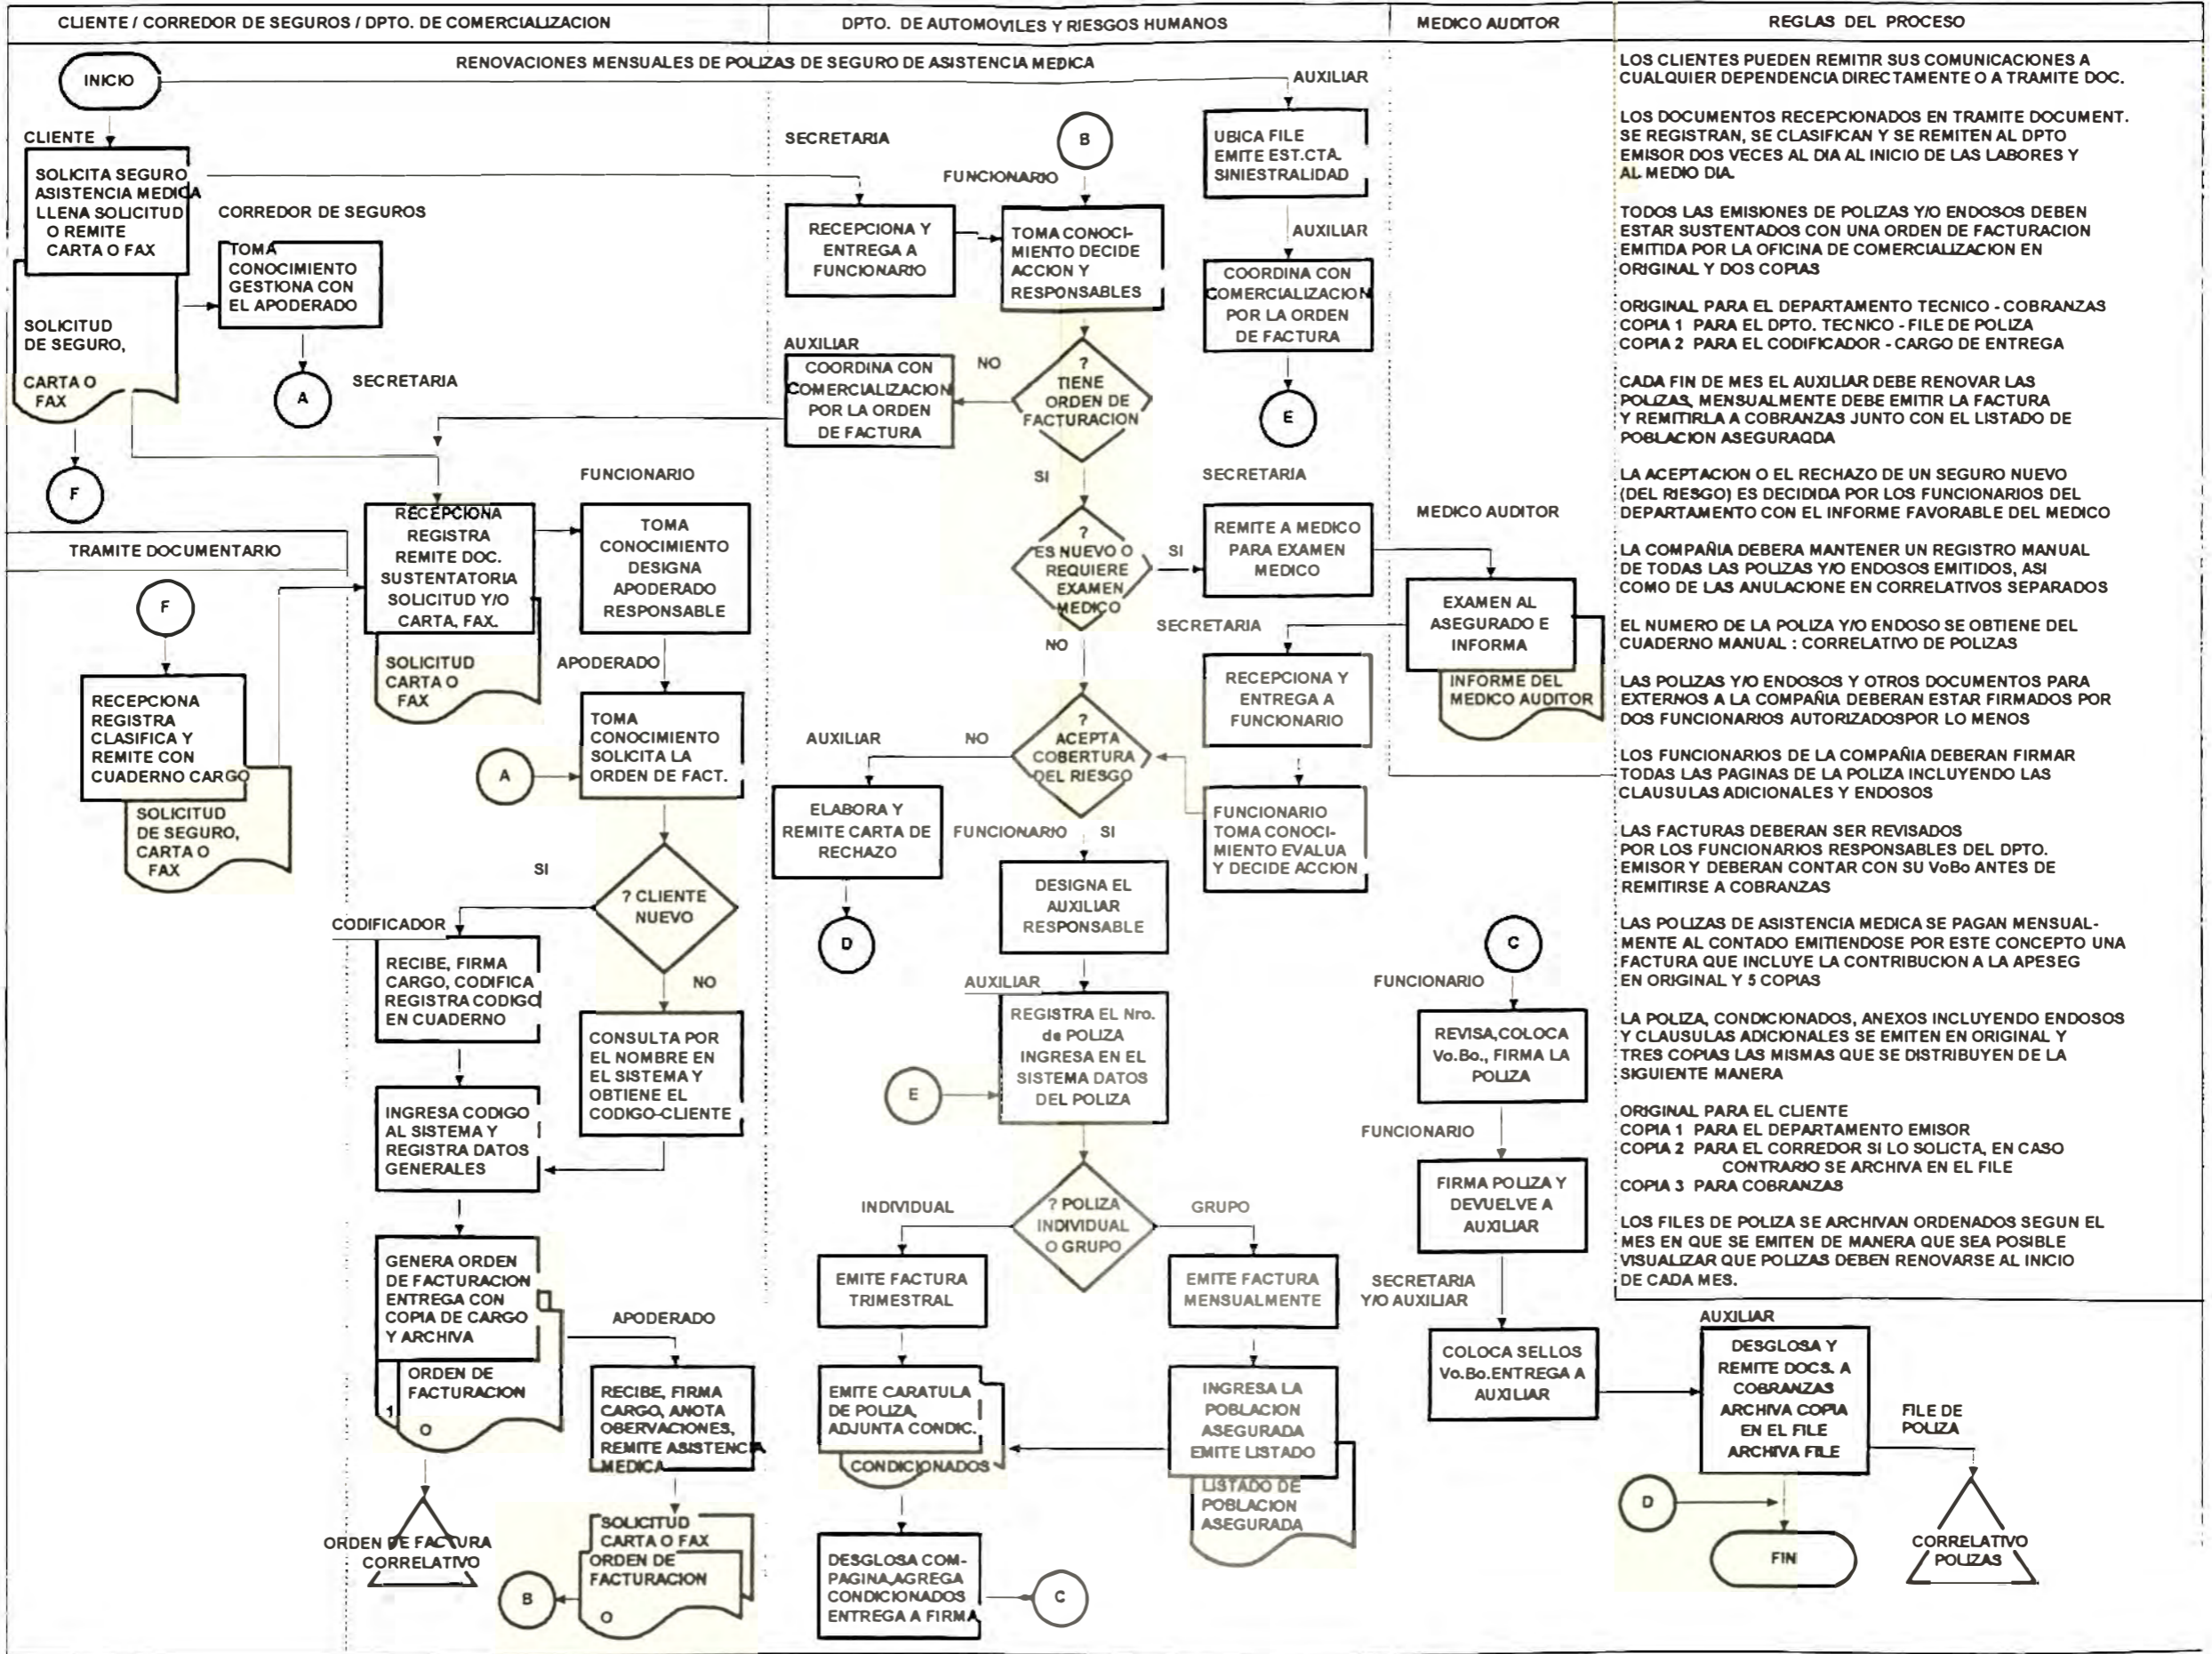 CLIENTE / CORREDOR DE SEGUROS / DPTO. DE COMERCIALIZACION
DPTO. DE AUTOMOVILES Y RIESGOS HUMANOS
MEDICO AUDITOR
REGLAS DEL PROCESO
RENOVACIONES MENSUALES DE POLIZAS DE SEGURO DE ASISTENCIA MEDICA
INICIO
CLIENTE
SOLICITA SEGURO
ASISTENCIA MEDICA
LLENA SOLICITUD
O REMITE
CARTA O FAX
SOLICITUD
DE SEGURO,
CARTA O
FAX
F
CORREDOR DE SEGUROS
TOMA
CONOCIMIENTO
GESTIONA CON
EL APODERADO
A
SECRETARIA
RECEPCIONA
REGISTRA
REMITE DOC.
SUSTENTATORIA
SOLICITUD Y/O
CARTA, FAX.
SOLICITUD
CARTA O
FAX
TRAMITE DOCUMENTARIO
F
RECEPCIONA
REGISTRA
CLASIFICA Y
REMITE CON
CUADERNO CARGO
SOLICITUD
DE SEGURO,
CARTA O
FAX
FUNCIONARIO
TOMA
CONOCIMIENTO
DESIGNA
APODERADO
RESPONSABLE
APODERADO
TOMA
CONOCIMIENTO
SOLICITA LA
ORDEN DE FACT.
A
SI
? CLIENTE
NUEVO
NO
CODIFICADOR
RECIBE, FIRMA
CARGO, CODIFICA
REGISTRA CODIGO
EN CUADERNO
CONSULTA POR
EL NOMBRE EN
EL SISTEMA Y
OBTIENE EL
CODIGO-CLIENTE
INGRESA CODIGO
AL SISTEMA Y
REGISTRA DATOS
GENERALES
GENERA ORDEN
DE FACTURACION
ENTREGA CON
COPIA DE CARGO
Y ARCHIVA
ORDEN DE
FACTURACION
1
O
ORDEN DE FACTURA
CORRELATIVO
APODERADO
RECIBE, FIRMA
CARGO, ANOTA
OBERVACIONES,
REMITE ASISTENCIA
MEDICA
SOLICITUD
CARTA O FAX
ORDEN DE
FACTURACION
O
B
SECRETARIA
RECEPCIONA Y
ENTREGA A
FUNCIONARIO
B
FUNCIONARIO
TOMA CONOCI-
MIENTO DECIDE
ACCION Y
RESPONSABLES
AUXILIAR
UBICA FILE
EMITE EST.CTA.
SINIESTRALIDAD
AUXILIAR
COORDINA CON
COMERCIALIZACION
POR LA ORDEN
DE FACTURA
E
AUXILIAR
COORDINA CON
COMERCIALIZACION
POR LA ORDEN
DE FACTURA
NO
?
TIENE
ORDEN DE
FACTURACION
SI
?
ES NUEVO O
REQUIERE
EXAMEN
MEDICO
SI
NO
SECRETARIA
REMITE A MEDICO
PARA EXAMEN
MEDICO
MEDICO AUDITOR
EXAMEN AL
ASEGURADO E
INFORMA
INFORME DEL
MEDICO AUDITOR
SECRETARIA
RECEPCIONA Y
ENTREGA A
FUNCIONARIO
FUNCIONARIO
TOMA CONOCI-
MIENTO EVALUA
Y DECIDE ACCION
?
ACEPTA
COBERTURA
DEL RIESGO
NO
AUXILIAR
ELABORA Y
REMITE CARTA DE
RECHAZO
D
FUNCIONARIO
SI
DESIGNA EL
AUXILIAR
RESPONSABLE
AUXILIAR
REGISTRA EL Nro.
de POLIZA
INGRESA EN EL
SISTEMA DATOS
DEL POLIZA
E
INDIVIDUAL
? POLIZA
INDIVIDUAL
O GRUPO
GRUPO
EMITE FACTURA
TRIMESTRAL
EMITE FACTURA
MENSUALMENTE
EMITE CARATULA
DE POLIZA,
ADJUNTA CONDIC.
CONDICIONADOS
INGRESA LA
POBLACION
ASEGURADA
EMITE LISTADO
LISTADO DE
POBLACION
ASEGURADA
DESGLOSA COM-
PAGINA,AGREGA
CONDICIONADOS
ENTREGA A FIRMA
C
C
FUNCIONARIO
REVISA,COLOCA
Vo.Bo., FIRMA LA
POLIZA
FUNCIONARIO
FIRMA POLIZA Y
DEVUELVE A
AUXILIAR
SECRETARIA
Y/O AUXILIAR
COLOCA SELLOS
Vo.Bo.ENTREGA A
AUXILIAR
AUXILIAR
DESGLOSA Y
REMITE DOCS. A
COBRANZAS
ARCHIVA COPIA
EN EL FILE
ARCHIVA FILE
FILE DE
POLIZA
D
FIN
CORRELATIVO
POLIZAS
LOS CLIENTES PUEDEN REMITIR SUS COMUNICACIONES A
CUALQUIER DEPENDENCIA DIRECTAMENTE O A TRAMITE DOC.
LOS DOCUMENTOS RECEPCIONADOS EN TRAMITE DOCUMENT.
SE REGISTRAN, SE CLASIFICAN Y SE REMITEN AL DPTO
EMISOR DOS VECES AL DIA AL INICIO DE LAS LABORES Y
AL MEDIO DIA.
TODOS LAS EMISIONES DE POLIZAS Y/O ENDOSOS DEBEN
ESTAR SUSTENTADOS CON UNA ORDEN DE FACTURACION
EMITIDA POR LA OFICINA DE COMERCIALIZACION EN
ORIGINAL Y DOS COPIAS
ORIGINAL PARA EL DEPARTAMENTO TECNICO - COBRANZAS
COPIA 1 PARA EL DPTO. TECNICO - FILE DE POLIZA
COPIA 2 PARA EL CODIFICADOR - CARGO DE ENTREGA
CADA FIN DE MES EL AUXILIAR DEBE RENOVAR LAS
POLIZAS, MENSUALMENTE DEBE EMITIR LA FACTURA
Y REMITIRLA A COBRANZAS JUNTO CON EL LISTADO DE
POBLACION ASEGURAQDA
LA ACEPTACION O EL RECHAZO DE UN SEGURO NUEVO
(DEL RIESGO) ES DECIDIDA POR LOS FUNCIONARIOS DEL
DEPARTAMENTO CON EL INFORME FAVORABLE DEL MEDICO
LA COMPAÑIA DEBERA MANTENER UN REGISTRO MANUAL
DE TODAS LAS POLIZAS Y/O ENDOSOS EMITIDOS, ASI
COMO DE LAS ANULACIONE EN CORRELATIVOS SEPARADOS
EL NUMERO DE LA POLIZA Y/O ENDOSO SE OBTIENE DEL
CUADERNO MANUAL : CORRELATIVO DE POLIZAS
LAS POLIZAS Y/O ENDOSOS Y OTROS DOCUMENTOS PARA
EXTERNOS A LA COMPAÑIA DEBERAN ESTAR FIRMADOS POR
DOS FUNCIONARIOS AUTORIZADOSPOR LO MENOS
LOS FUNCIONARIOS DE LA COMPAÑIA DEBERAN FIRMAR
TODAS LAS PAGINAS DE LA POLIZA INCLUYENDO LAS
CLAUSULAS ADICIONALES Y ENDOSOS
LAS FACTURAS DEBERAN SER REVISADOS
POR LOS FUNCIONARIOS RESPONSABLES DEL DPTO.
EMISOR Y DEBERAN CONTAR CON SU VoBo ANTES DE
REMITIRSE A COBRANZAS
LAS POLIZAS DE ASISTENCIA MEDICA SE PAGAN MENSUAL-
MENTE AL CONTADO EMITIENDOSE POR ESTE CONCEPTO UNA
FACTURA QUE INCLUYE LA CONTRIBUCION A LA APESEG
EN ORIGINAL Y 5 COPIAS
LA POLIZA, CONDICIONADOS, ANEXOS INCLUYENDO ENDOSOS
Y CLAUSULAS ADICIONALES SE EMITEN EN ORIGINAL Y
TRES COPIAS LAS MISMAS QUE SE DISTRIBUYEN DE LA
SIGUIENTE MANERA
ORIGINAL PARA EL CLIENTE
COPIA 1 PARA EL DEPARTAMENTO EMISOR
COPIA 2 PARA EL CORREDOR SI LO SOLICTA, EN CASO
CONTRARIO SE ARCHIVA EN EL FILE
COPIA 3 PARA COBRANZAS
LOS FILES DE POLIZA SE ARCHIVAN ORDENADOS SEGUN EL
MES EN QUE SE EMITEN DE MANERA QUE SEA POSIBLE
VISUALIZAR QUE POLIZAS DEBEN RENOVARSE AL INICIO
DE CADA MES.